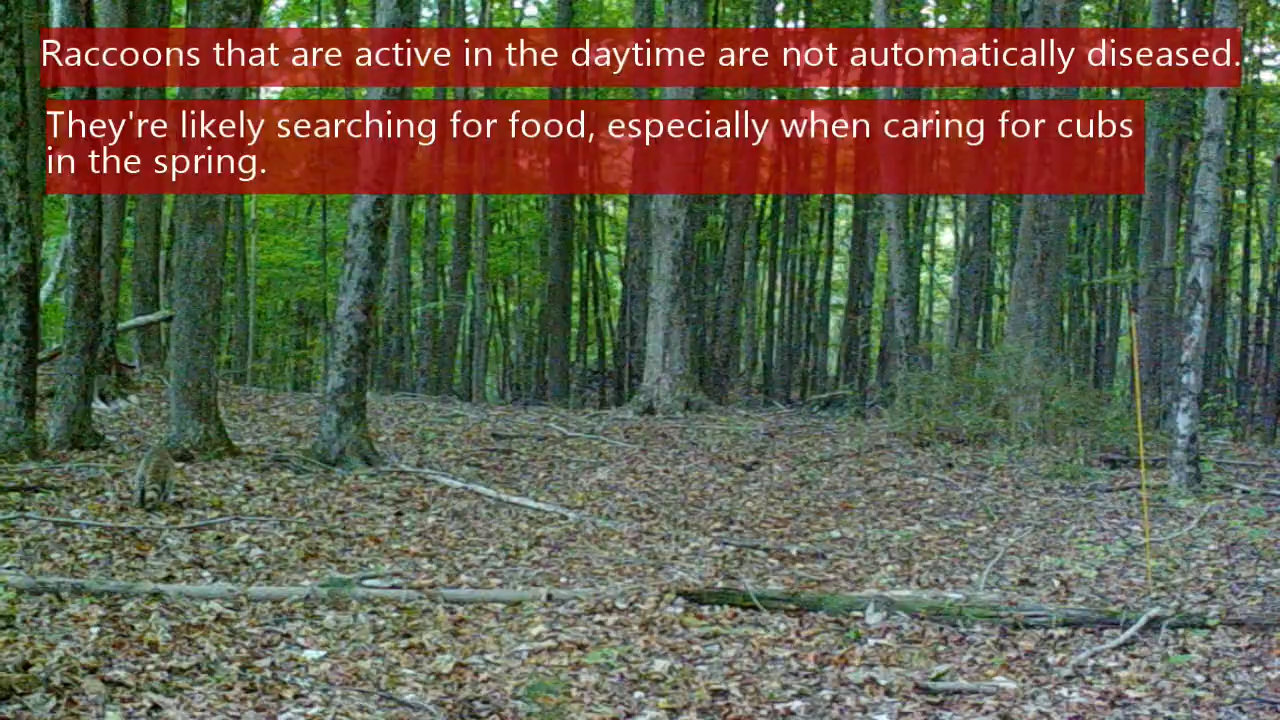 Raccoons that are active in the daytime are not automatically diseased.
They're likely searching for food, especially when caring for cubs
in the spring.